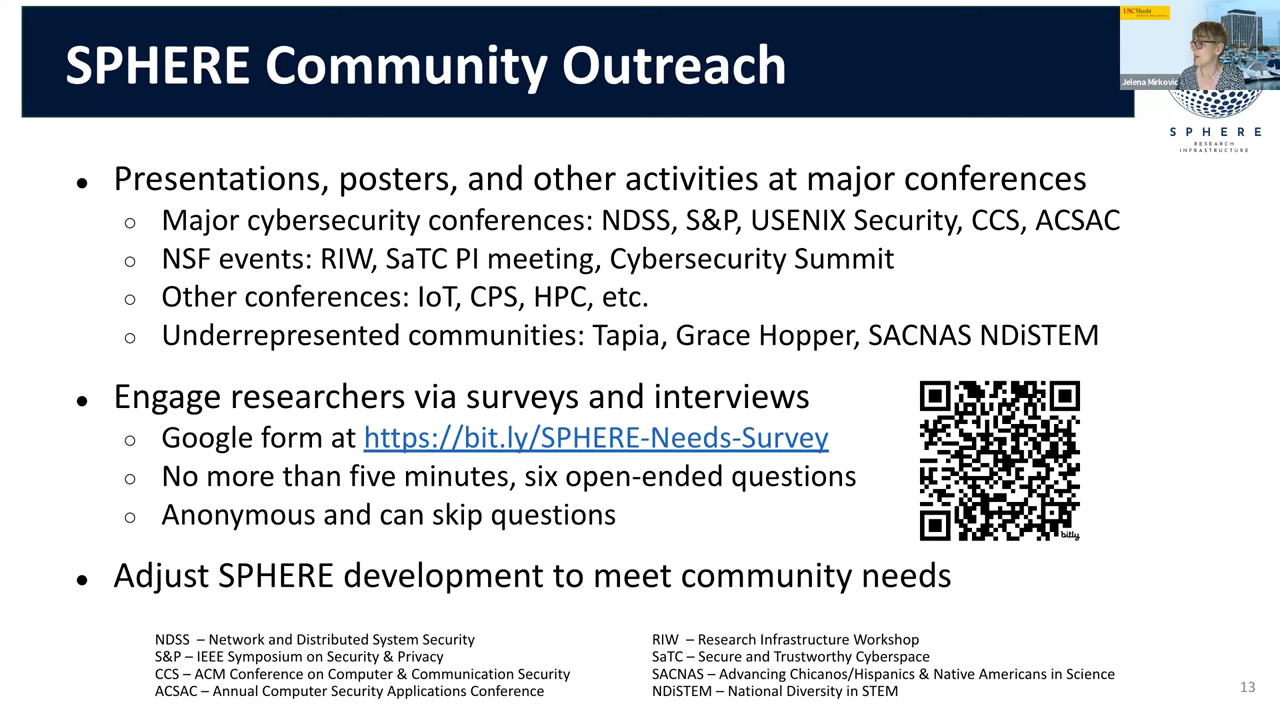 SPHERE Community Outreach
USC Viterbi
Jelena Mirkovic
SPHERE
RESEARCH
INFRASTRUCTURE
● Presentations, posters, and other activities at major conferences
○ Major cybersecurity conferences: NDSS, S&P, USENIX Security, CCS, ACSAC
○ NSF events: RIW, SaTC PI meeting, Cybersecurity Summit
○ Other conferences: IoT, CPS, HPC, etc.
○ Underrepresented communities: Tapia, Grace Hopper, SACNAS NDiSTEM
● Engage researchers via surveys and interviews
○ Google form at https://bit.ly/SPHERE-Needs-Survey
○ No more than five minutes, six open-ended questions
○ Anonymous and can skip questions
bitly
● Adjust SPHERE development to meet community needs
NDSS – Network and Distributed System Security
S&P – IEEE Symposium on Security & Privacy
CCS – ACM Conference on Computer & Communication Security
ACSAC – Annual Computer Security Applications Conference
RIW – Research Infrastructure Workshop
SaTC – Secure and Trustworthy Cyberspace
SACNAS – Advancing Chicanos/Hispanics & Native Americans in Science
NDiSTEM – National Diversity in STEM
13